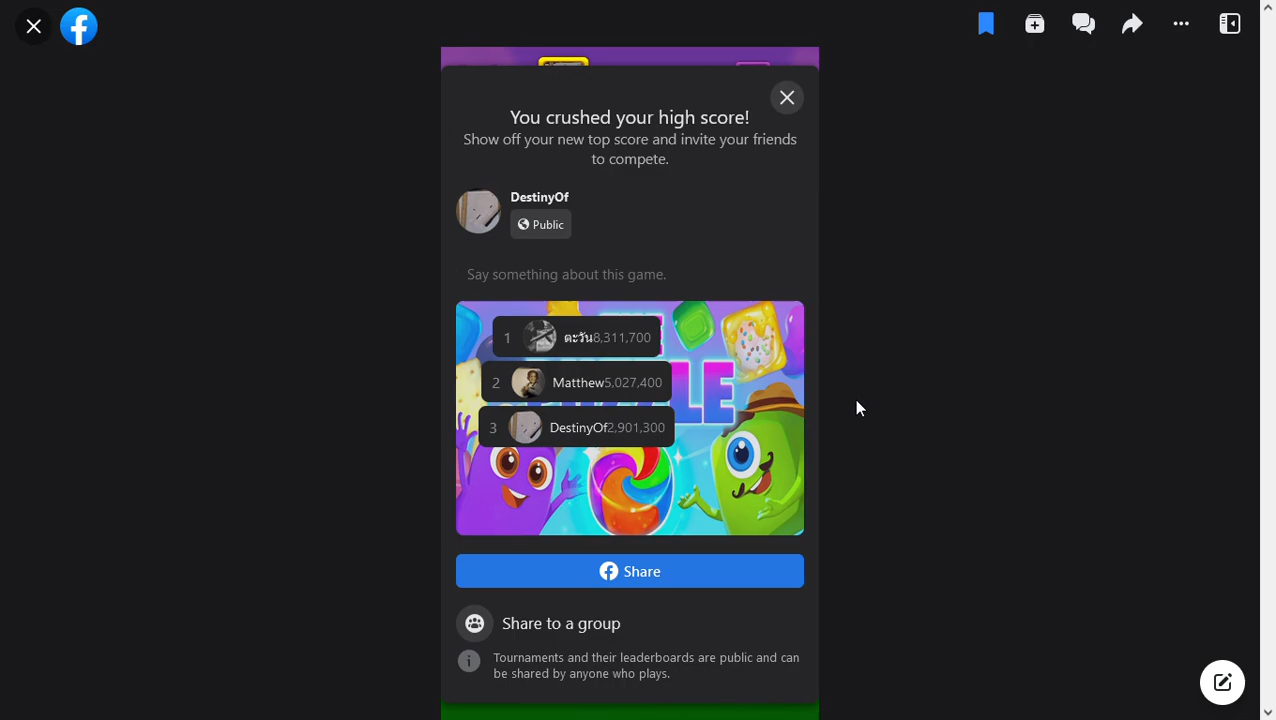 You crushed your high score!
Show off your new top score and invite your friends
to compete.
DestinyOf
Public
Say something about this game.
1 ตะวัน8,311,700
2 Matthew5,027,400
3 DestinyOf2,901,300
Share
Share to a group
Tournaments and their leaderboards are public and can
be shared by anyone who plays.